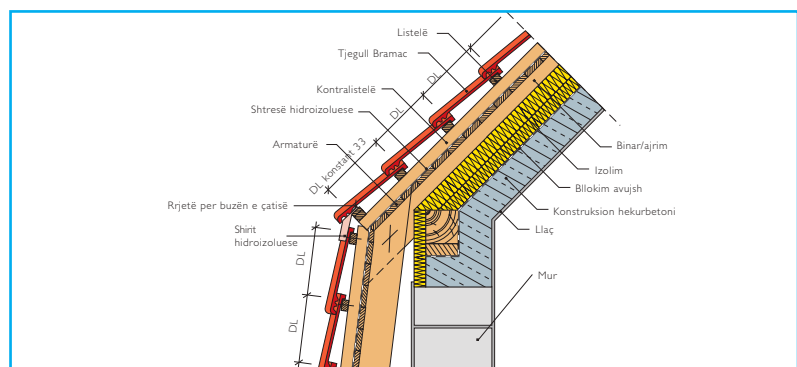 Listelë
Tjegull Bramac
Kontralistelë
Shtresë hidroizoluese
Armaturë
DL
DL
DL konstant 33
Rrjetë per buzën e çatisë
Shirit
hidroizoluese
DL
DL
Binar/ajrim
Izolim
Bllokim avujsh
Konstruksion hekurbetoni
Llaç
Mur